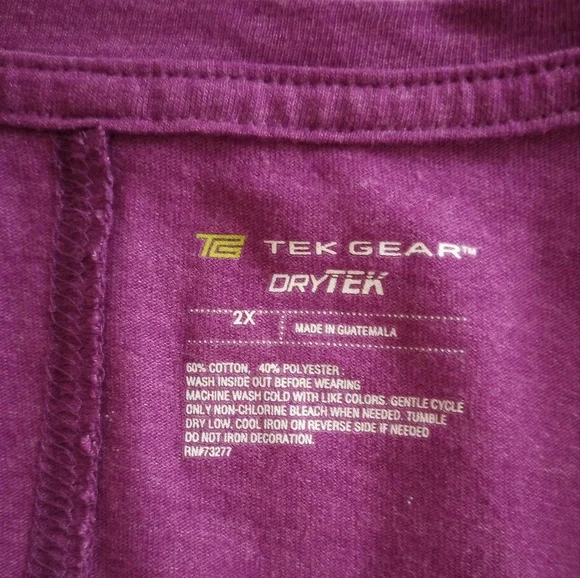 TEK GEAR™
DRYTEK
2X MADE IN GUATEMALA
60% COTTON, 40% POLYESTER.
WASH INSIDE OUT BEFORE WEARING
MACHINE WASH COLD WITH LIKE COLORS. GENTLE CYCLE
ONLY NON-CHLORINE BLEACH WHEN NEEDED. TUMBLE
DRY LOW. COOL IRON ON REVERSE SIDE IF NEEDED
DO NOT IRON DECORATION.
RN#73277